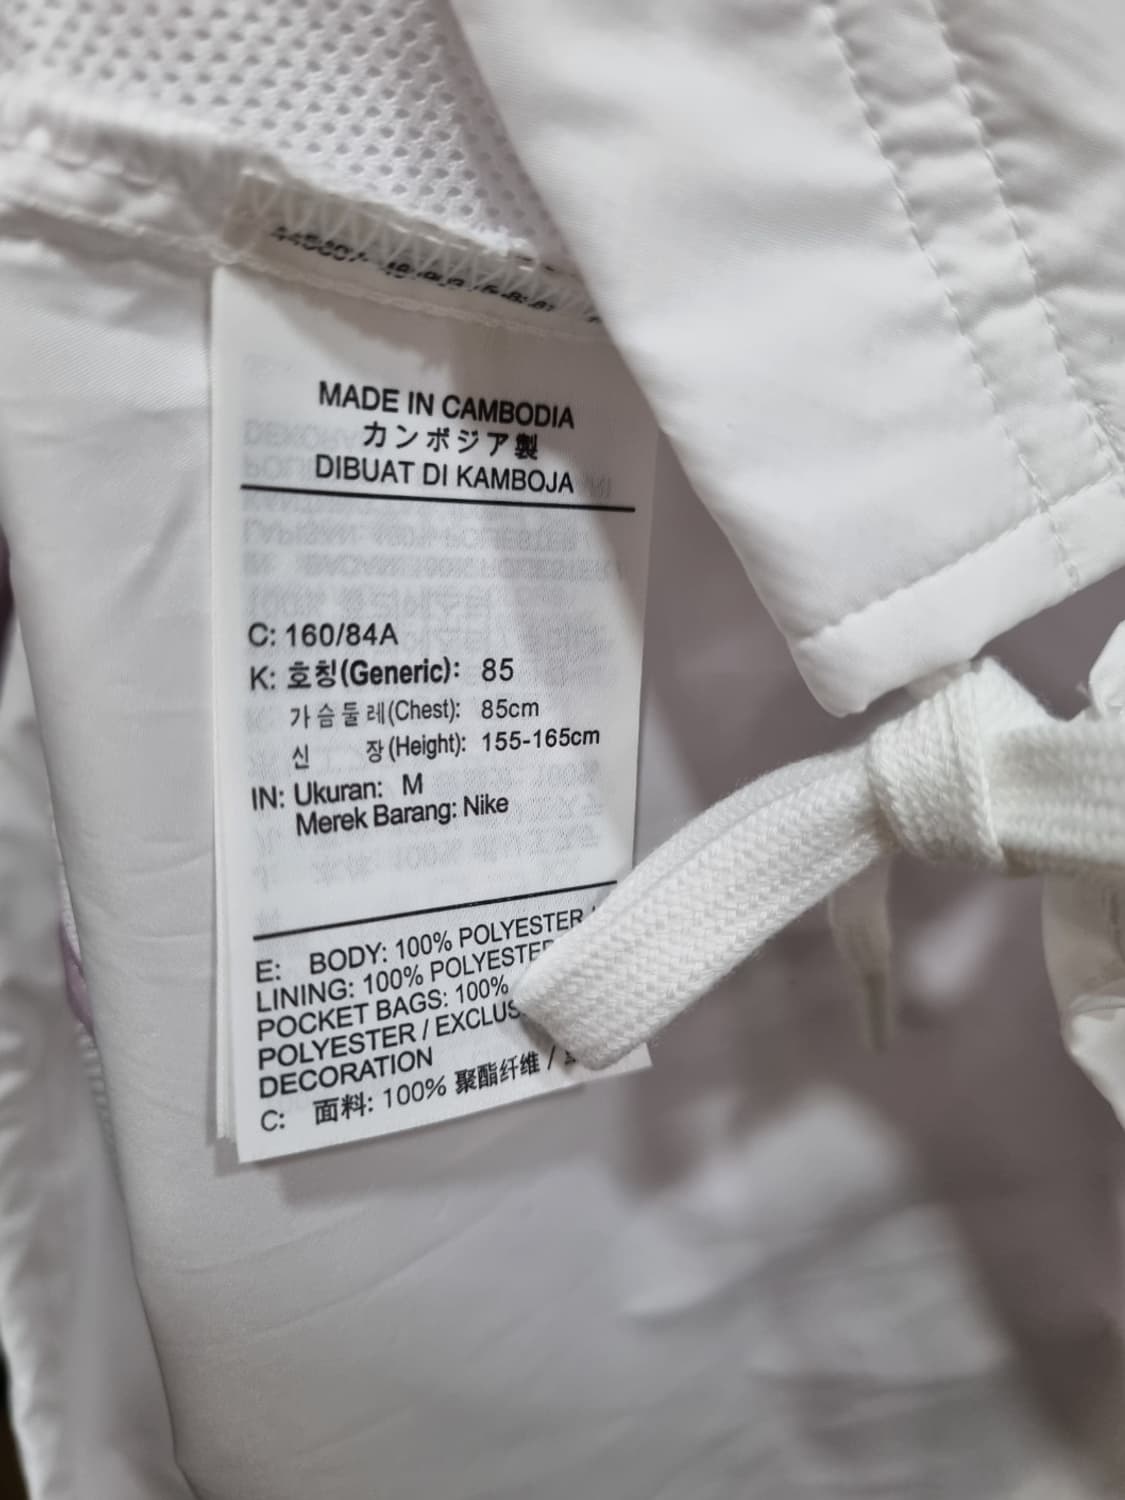 MADE IN CAMBODIA
カンボジア製
DIBUAT DI KAMBOJA
C: 160/84A
K: 호칭(Generic): 85
가슴둘레(Chest): 85cm
신 장(Height): 155-165cm
IN: Ukuran: M
Merek Barang: Nike
E: BODY: 100% POLYESTER
LINING: 100% POLYESTER
POCKET BAGS: 100%
POLYESTER / EXCLUS
DECORATION
C: 面料: 100% 聚酯纤维 /